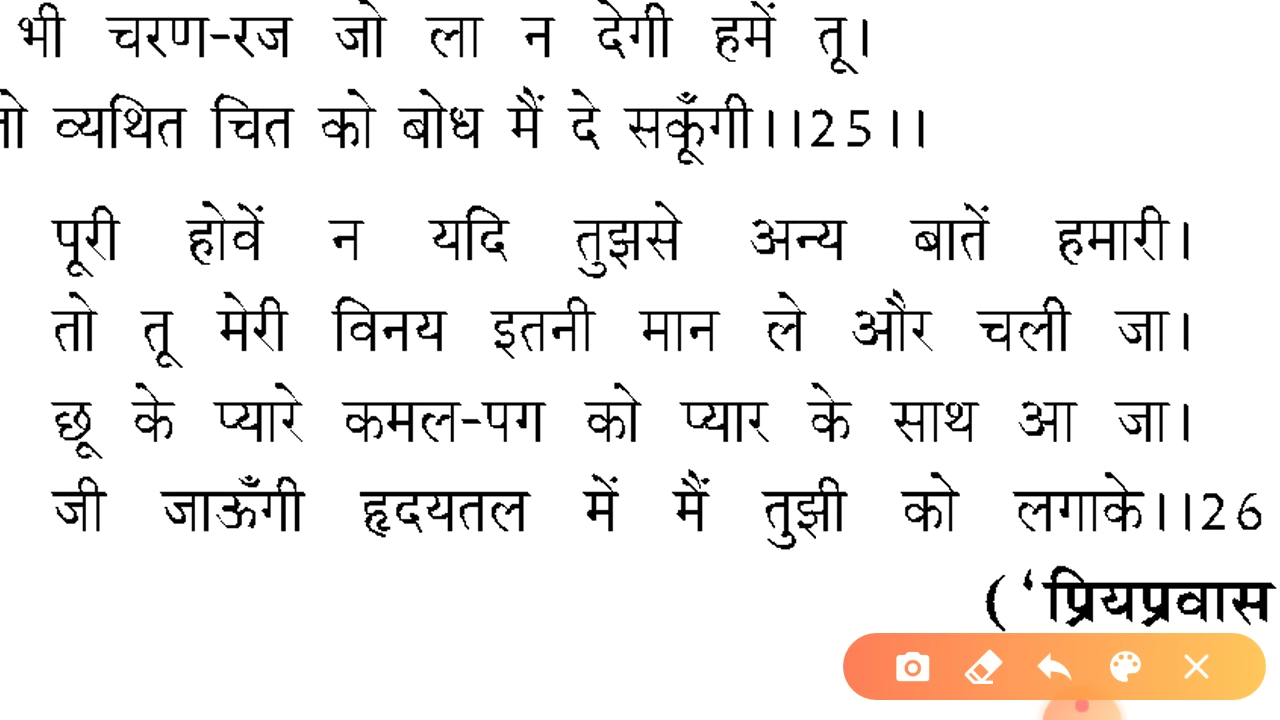 भी चरण-रज जो ला न देगी हमें तू।
व्यथित चित को बोध मैं दे सकूँगी।।25।।
पूरी होवें न यदि तुझसे अन्य बातें हमारी।
तो तू मेरी विनय इतनी मान ले और चली जा।
छू के प्यारे कमल-पग को प्यार के साथ आ जा।
जी जाऊँगी हृदयतल में मैं तुझी को लगाके।।26
(‘प्रियप्रवास